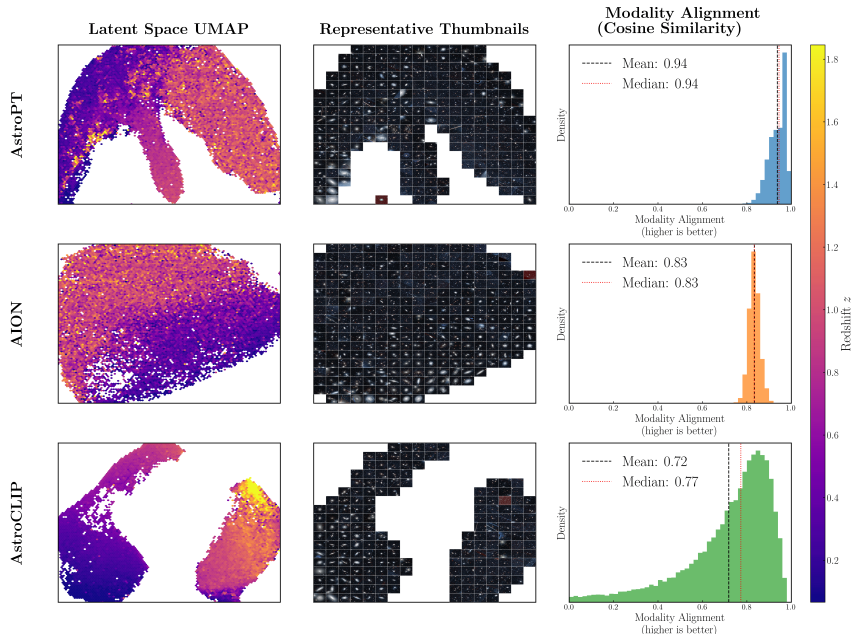 Latent Space UMAP
Representative Thumbnails
Modality Alignment
(Cosine Similarity)
AstroPT
Mean: 0.94
Median: 0.94
Density
0.0 0.2 0.4 0.6 0.8 1.0
Modality Alignment
(higher is better)
AION
Mean: 0.83
Median: 0.83
Density
0.0 0.2 0.4 0.6 0.8 1.0
Modality Alignment
(higher is better)
AstroCLIP
Mean: 0.72
Median: 0.77
Density
0.0 0.2 0.4 0.6 0.8 1.0
Modality Alignment
(higher is better)
1.8
1.6
1.4
1.2
1.0
0.8
0.6
0.4
0.2
Redshift z